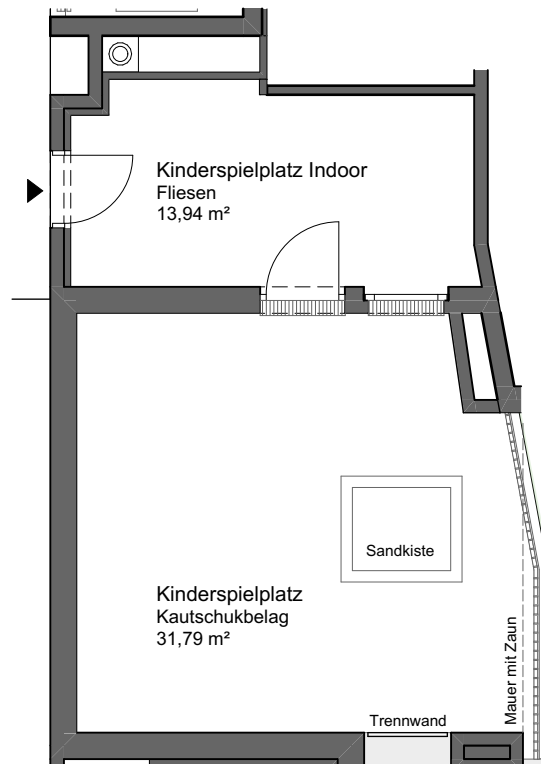 Kinderspielplatz Indoor
Fliesen
13,94 m²
Sandkiste
Kinderspielplatz
Kautschukbelag
31,79 m²
Mauer mit Zaun
Trennwand